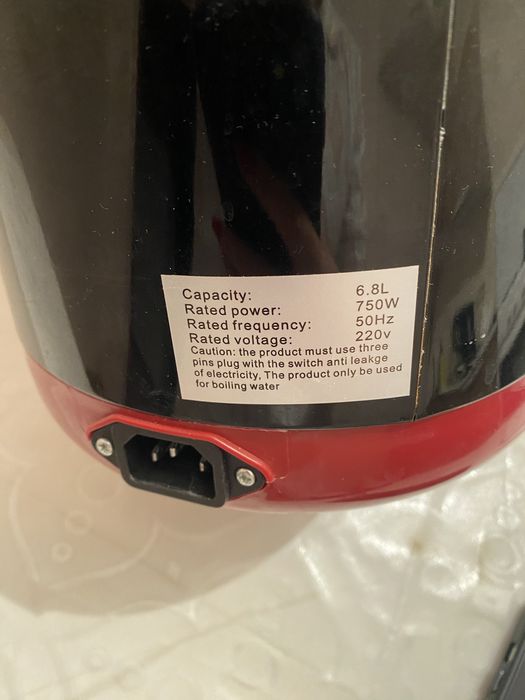 Capacity: 6.8L
Rated power: 750W
Rated frequency: 50Hz
Rated voltage: 220v
Caution: the product must use three
pins plug with the switch anti leakge
of electricity, The product only be used
for boiling water